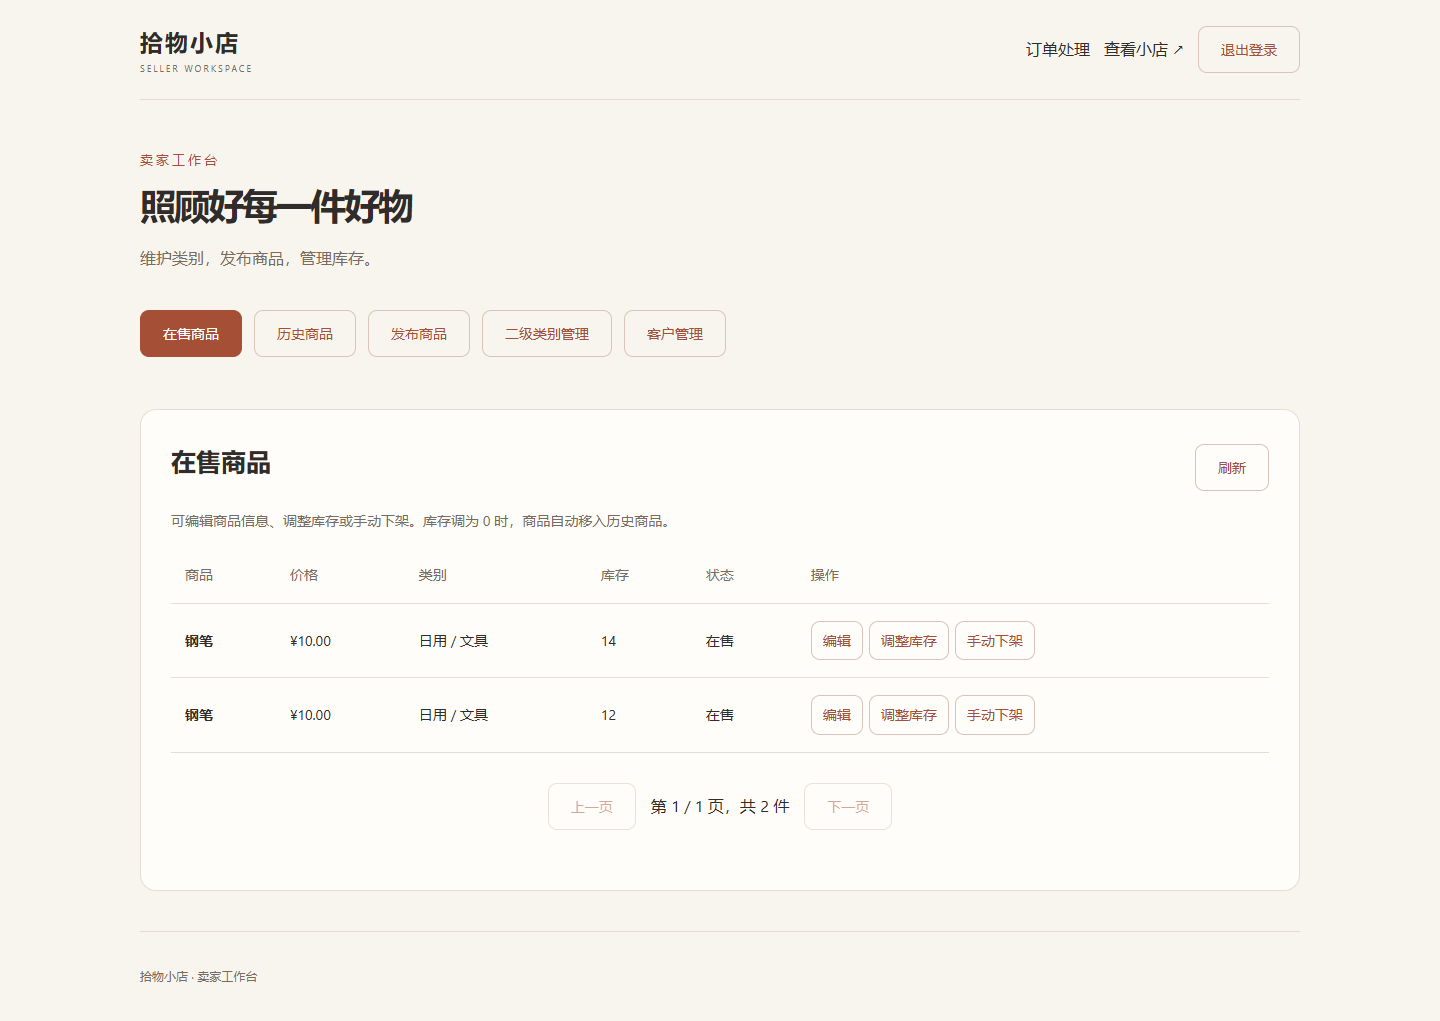 拾物小店
SELLER WORKSPACE
订单处理 查看小店 ↗ 退出登录
卖家工作台
照顾好每一件好物
维护类别，发布商品，管理库存。
在售商品 历史商品 发布商品 二级类别管理 客户管理
在售商品
刷新
可编辑商品信息、调整库存或手动下架。库存调为 0 时，商品自动移入历史商品。
商品 价格 类别 库存 状态 操作
钢笔 ¥10.00 日用 / 文具 14 在售 编辑 调整库存 手动下架
钢笔 ¥10.00 日用 / 文具 12 在售 编辑 调整库存 手动下架
上一页 第 1 / 1 页，共 2 件 下一页
拾物小店 · 卖家工作台